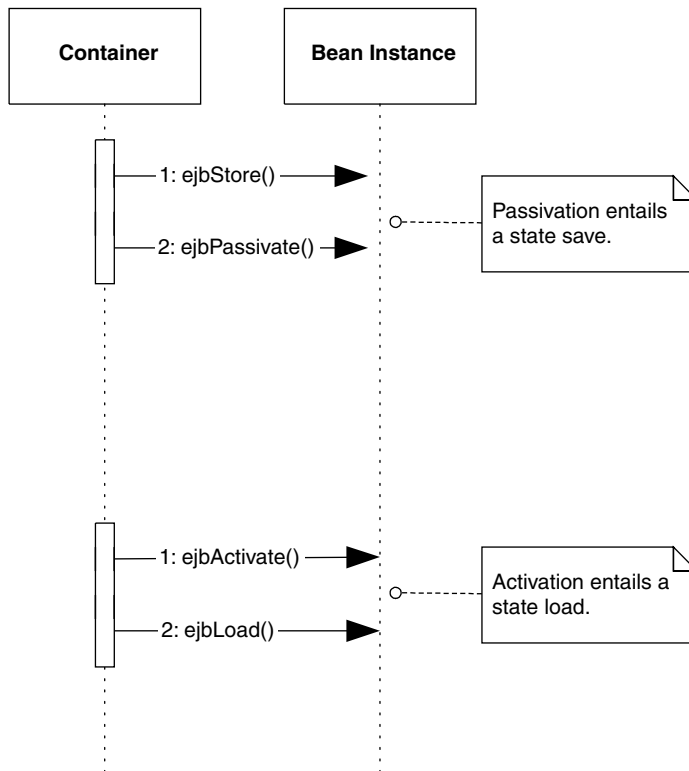 Container
Bean Instance
1: ejbStore()
Passivation entails
a state save.
2: ejbPassivate()
1: ejbActivate()
Activation entails a
state load.
2: ejbLoad()